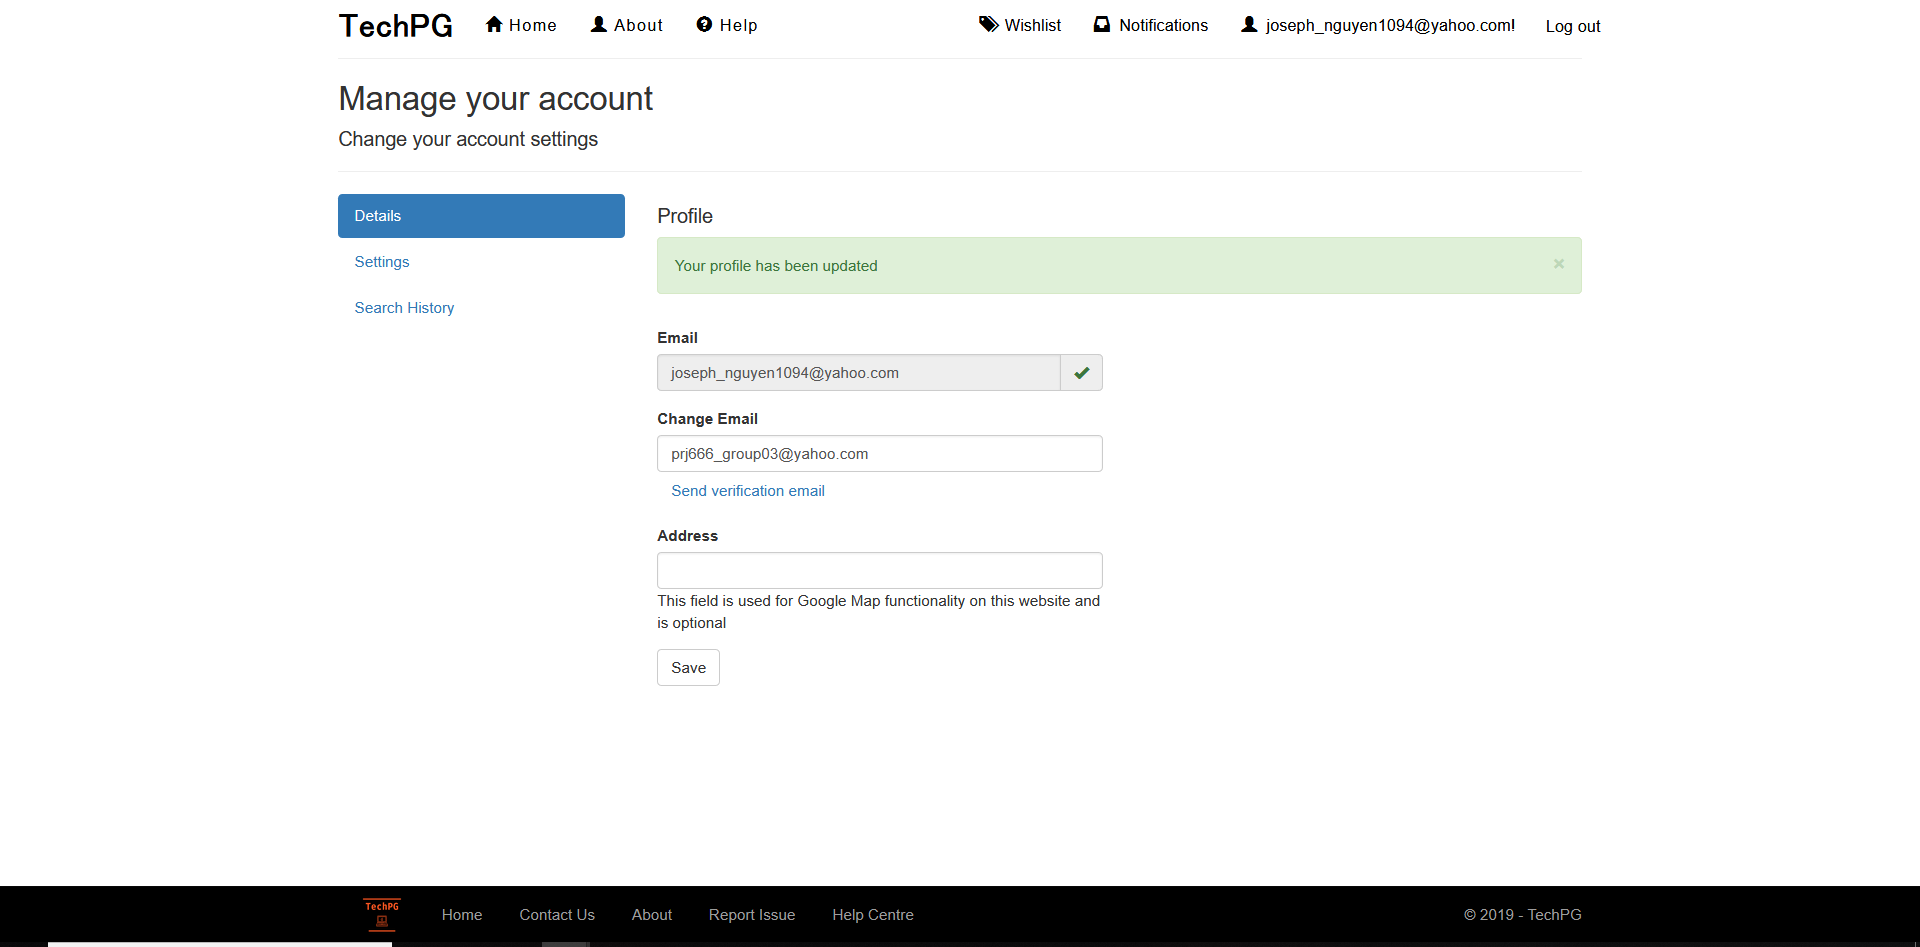 TechPG Home About Help Wishlist Notifications joseph_nguyen1094@yahoo.com! Log out
Manage your account
Change your account settings
Details
Settings
Search History
Profile
Your profile has been updated ×
Email
joseph_nguyen1094@yahoo.com
Change Email
prj666_group03@yahoo.com
Send verification email
Address
This field is used for Google Map functionality on this website and
is optional
Save
TechPG Home Contact Us About Report Issue Help Centre © 2019 - TechPG